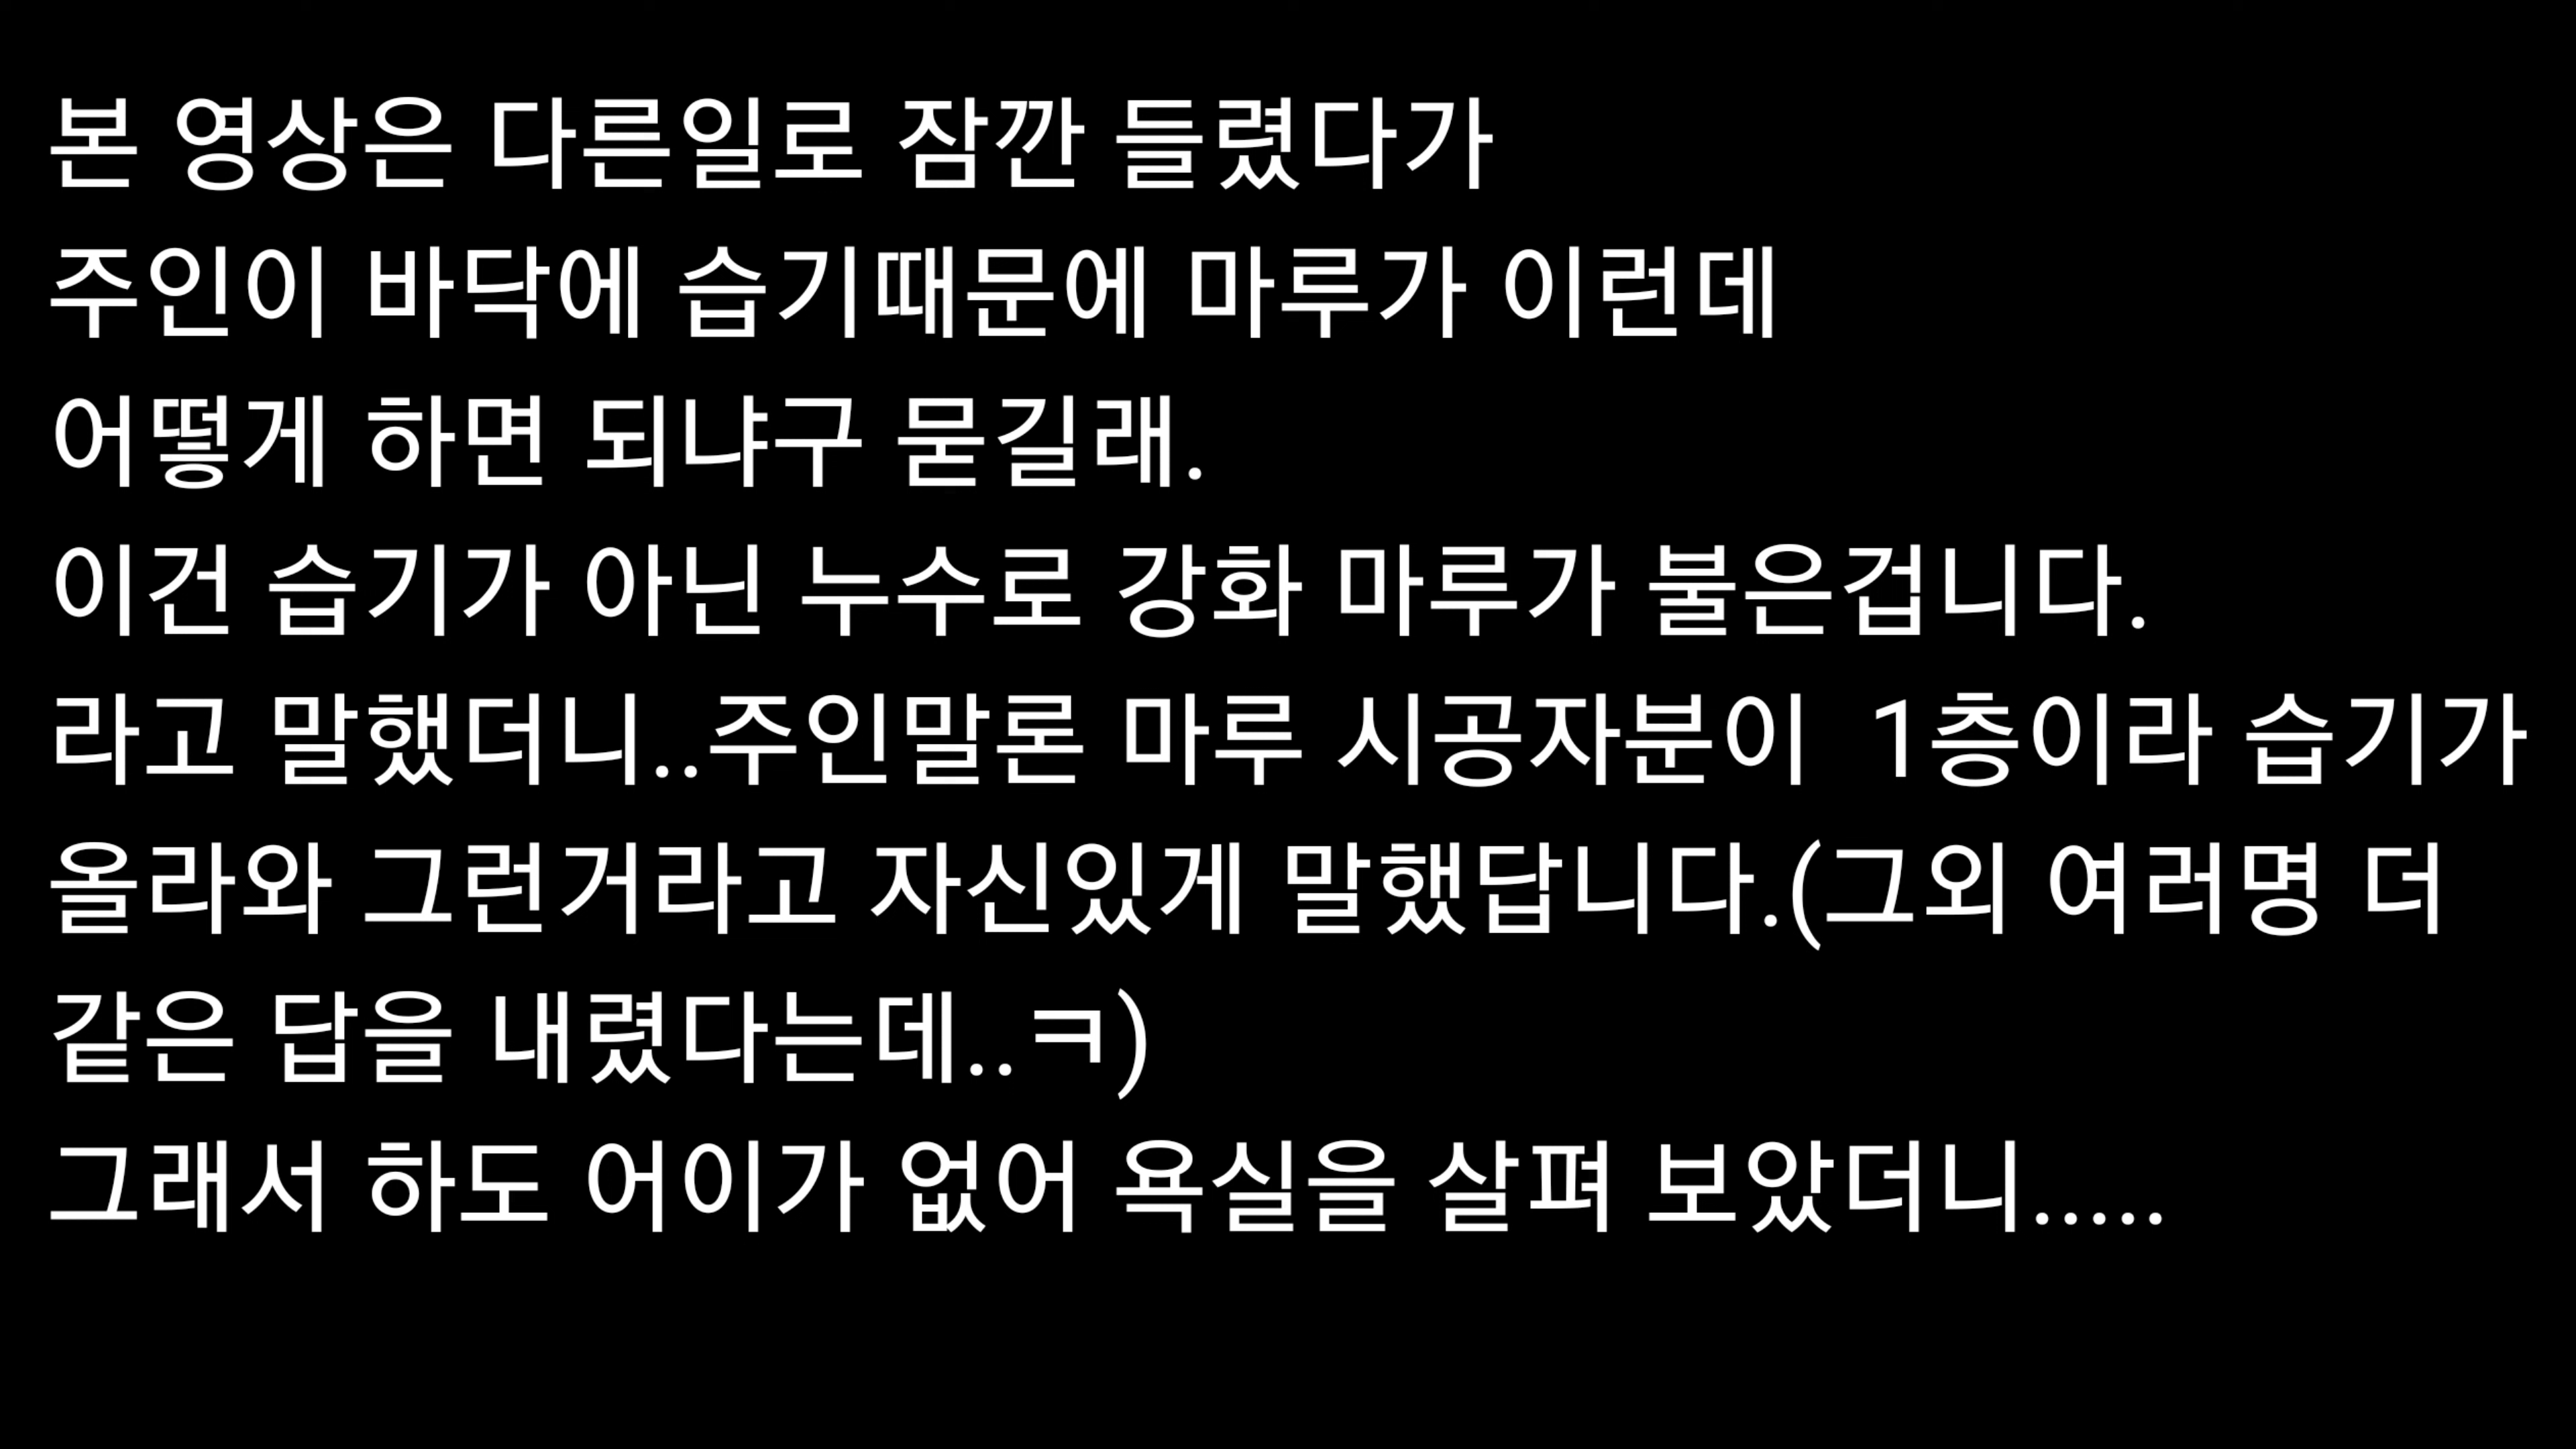 본 영상은 다른일로 잠깐 들렸다가
주인이 바닥에 습기때문에 마루가 이런데
어떻게 하면 되냐구 묻길래.
이건 습기가 아닌 누수로 강화 마루가 불은겁니다.
라고 말했더니..주인말론 마루 시공자분이  1층이라 습기가
올라와 그런거라고 자신있게 말했답니다.(그외 여러명 더
같은 답을 내렸다는데..ㅋ)
그래서 하도 어이가 없어 욕실을 살펴 보았더니.....